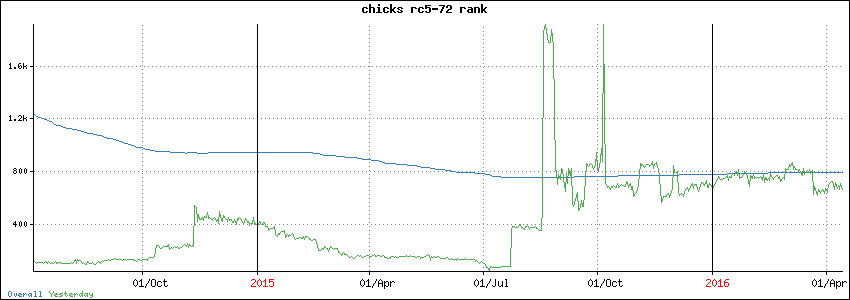 chicks rc5-72 rank
1.6k
1.2k
800
400
01/Oct 2015 01/Apr 01/Jul 01/Oct 2016 01/Apr
Overall Yesterday